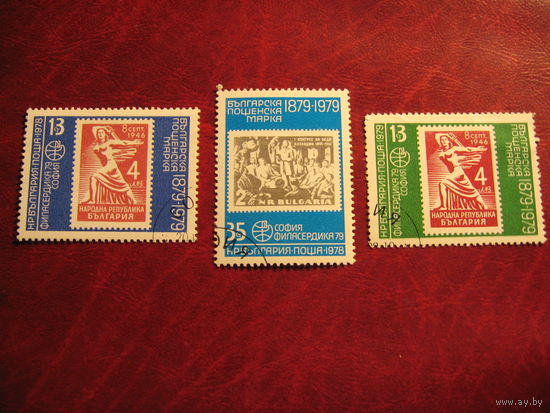 13
8 СЕПТ.
1946
4
ЛЕВ.
НАРОДНА РЕПУБЛИКА
БЪЛГАРИЯ
НР БЪЛГАРИЯ·ПОЩА·1978
ФИЛАСЕРДИКА 79
СОФИЯ
БЪЛГАРСКА
ПОЩЕНСКА
МАРКА
1879·1979
БЪЛГАРСКА 1879·1979
ПОЩЕНСКА
МАРКА
2
N R BULGARIA
35 СОФИЯ
ФИЛАСЕРДИКА 79
НР БЪЛГАРИЯ·ПОЩА·1978
13
8 СЕПТ.
1946
4
ЛЕВ.
НАРОДНА РЕПУБЛИКА
БЪЛГАРИЯ
НР БЪЛГАРИЯ·ПОЩА·1978
ФИЛАСЕРДИКА 79
СОФИЯ
БЪЛГАРСКА
ПОЩЕНСКА
МАРКА
1879·1979
www.ay.by